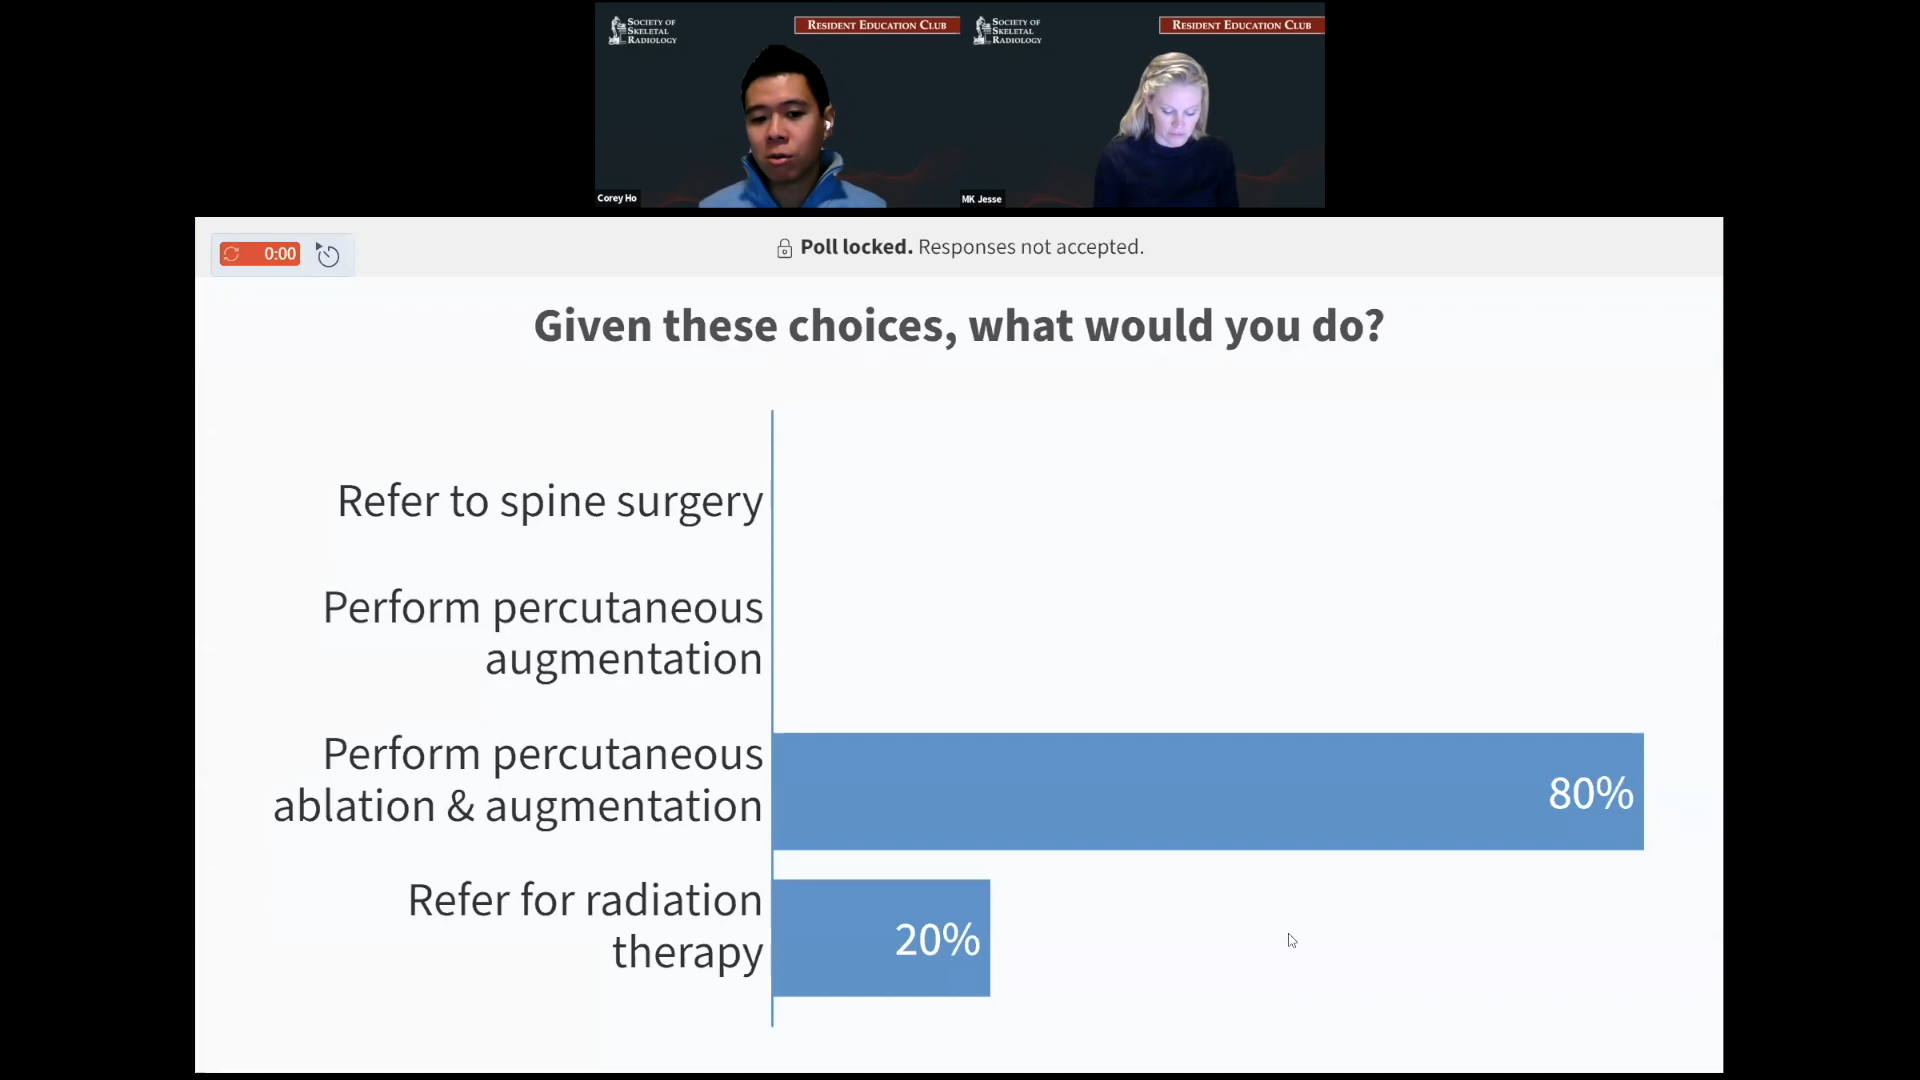 SOCIETY OF
SKELETAL
RADIOLOGY
RESIDENT EDUCATION CLUB
SOCIETY OF
SKELETAL
RADIOLOGY
RESIDENT EDUCATION CLUB
Corey Ho
MK Jesse
0:00
Poll locked. Responses not accepted.
Given these choices, what would you do?
Refer to spine surgery
Perform percutaneous
augmentation
Perform percutaneous
ablation & augmentation
80%
Refer for radiation
therapy
20%